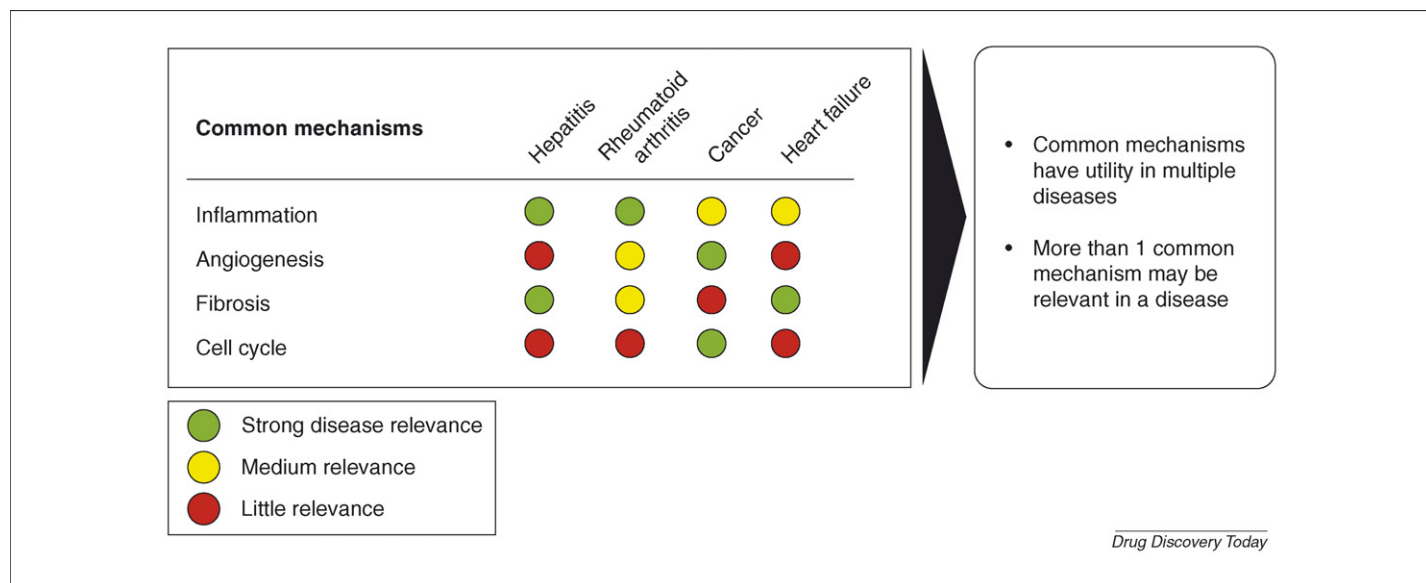 Common mechanisms
Hepatitis
Rheumatoid
arthritis
Cancer
Heart failure
Inflammation
Angiogenesis
Fibrosis
Cell cycle
Strong disease relevance
Medium relevance
Little relevance
• Common mechanisms
have utility in multiple
diseases
• More than 1 common
mechanism may be
relevant in a disease
Drug Discovery Today